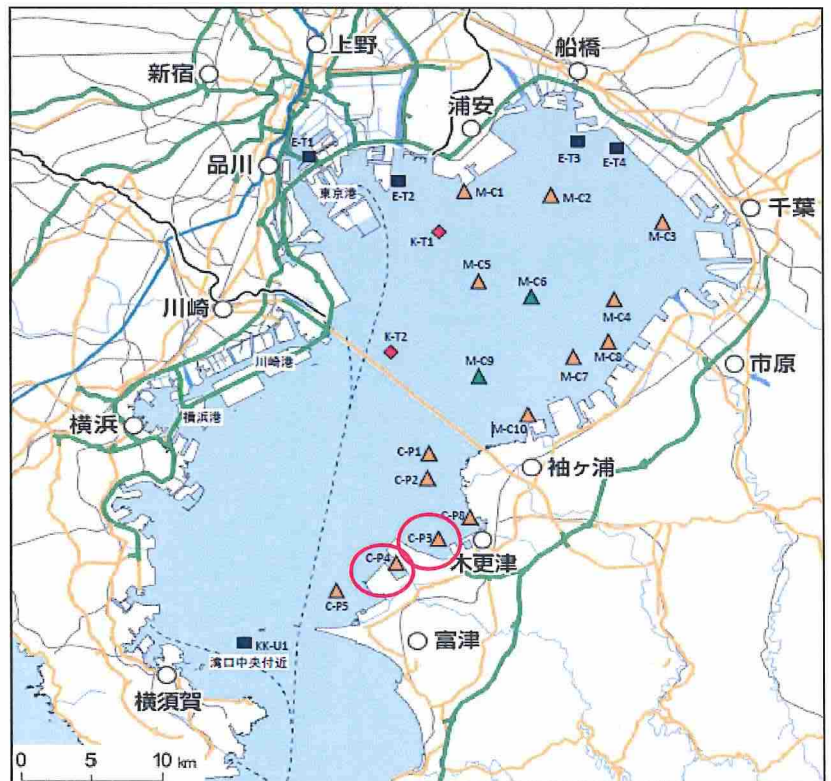 上野
船橋
新宿
浦安
E-T1
E-T3
E-T4
品川
東京港
E-T2
M-C1
M-C2
千葉
K-T1
M-C3
M-C5
M-C6
M-C4
川崎
K-T2
川崎港
M-C8
M-C7
M-C9
市原
横浜港
横浜
M-C10
C-P1
袖ヶ浦
C-P2
C-P8
C-P3
木更津
C-P4
C-P5
KK-U1
富津
湾口中央付近
横須賀
0 5 10 km